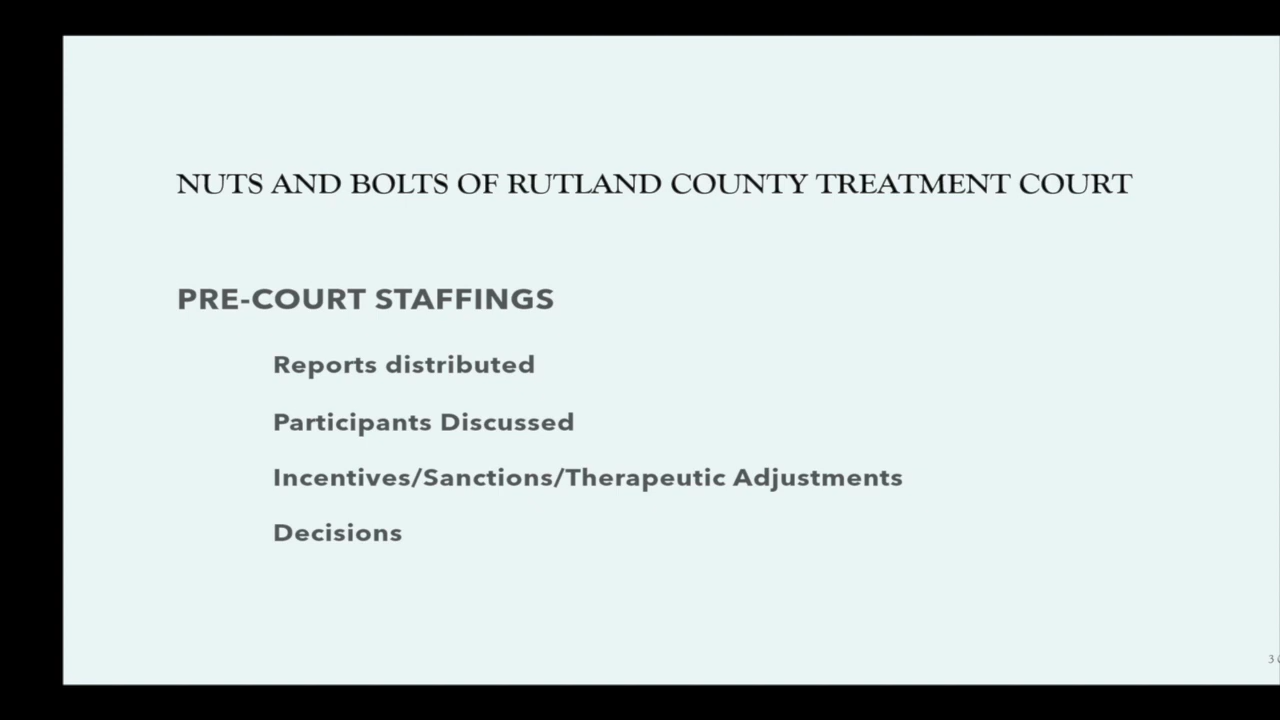 NUTS AND BOLTS OF RUTLAND COUNTY TREATMENT COURT
PRE-COURT STAFFINGS
Reports distributed
Participants Discussed
Incentives/Sanctions/Therapeutic Adjustments
Decisions